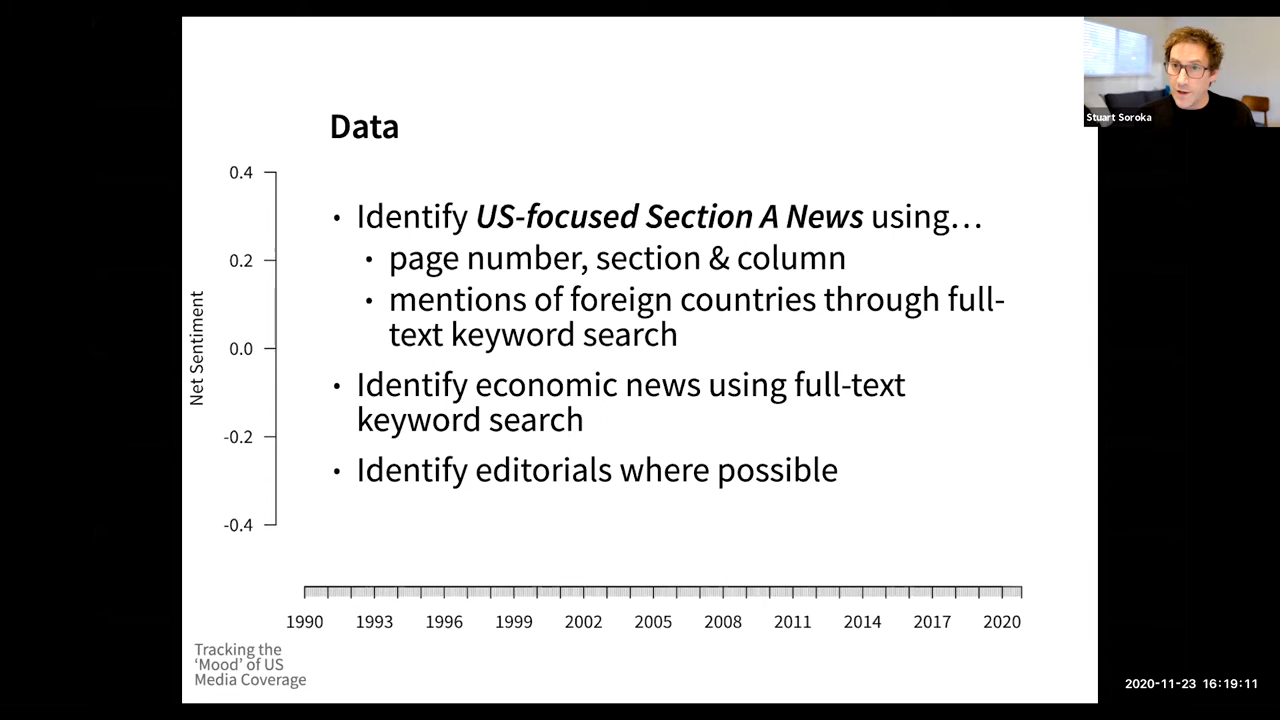 Stuart Soroka
Data
0.4
0.2
0.0
-0.2
-0.4
Net Sentiment
• Identify US-focused Section A News using…
• page number, section & column
• mentions of foreign countries through full-
text keyword search
• Identify economic news using full-text
keyword search
• Identify editorials where possible
1990 1993 1996 1999 2002 2005 2008 2011 2014 2017 2020
Tracking the
‘Mood’ of US
Media Coverage
2020-11-23 16:19:11